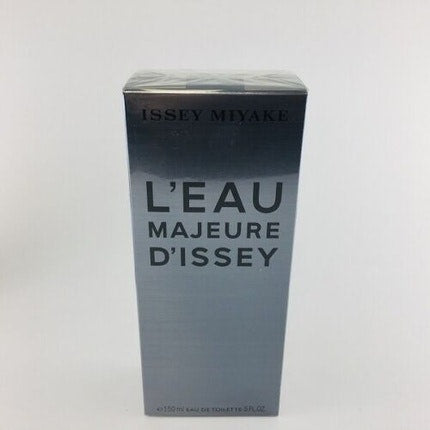 ISSEY MIYAKE
L'EAU
MAJEURE
D'ISSEY
℮ 150 ml EAU DE TOILETTE 5 FL.OZ.